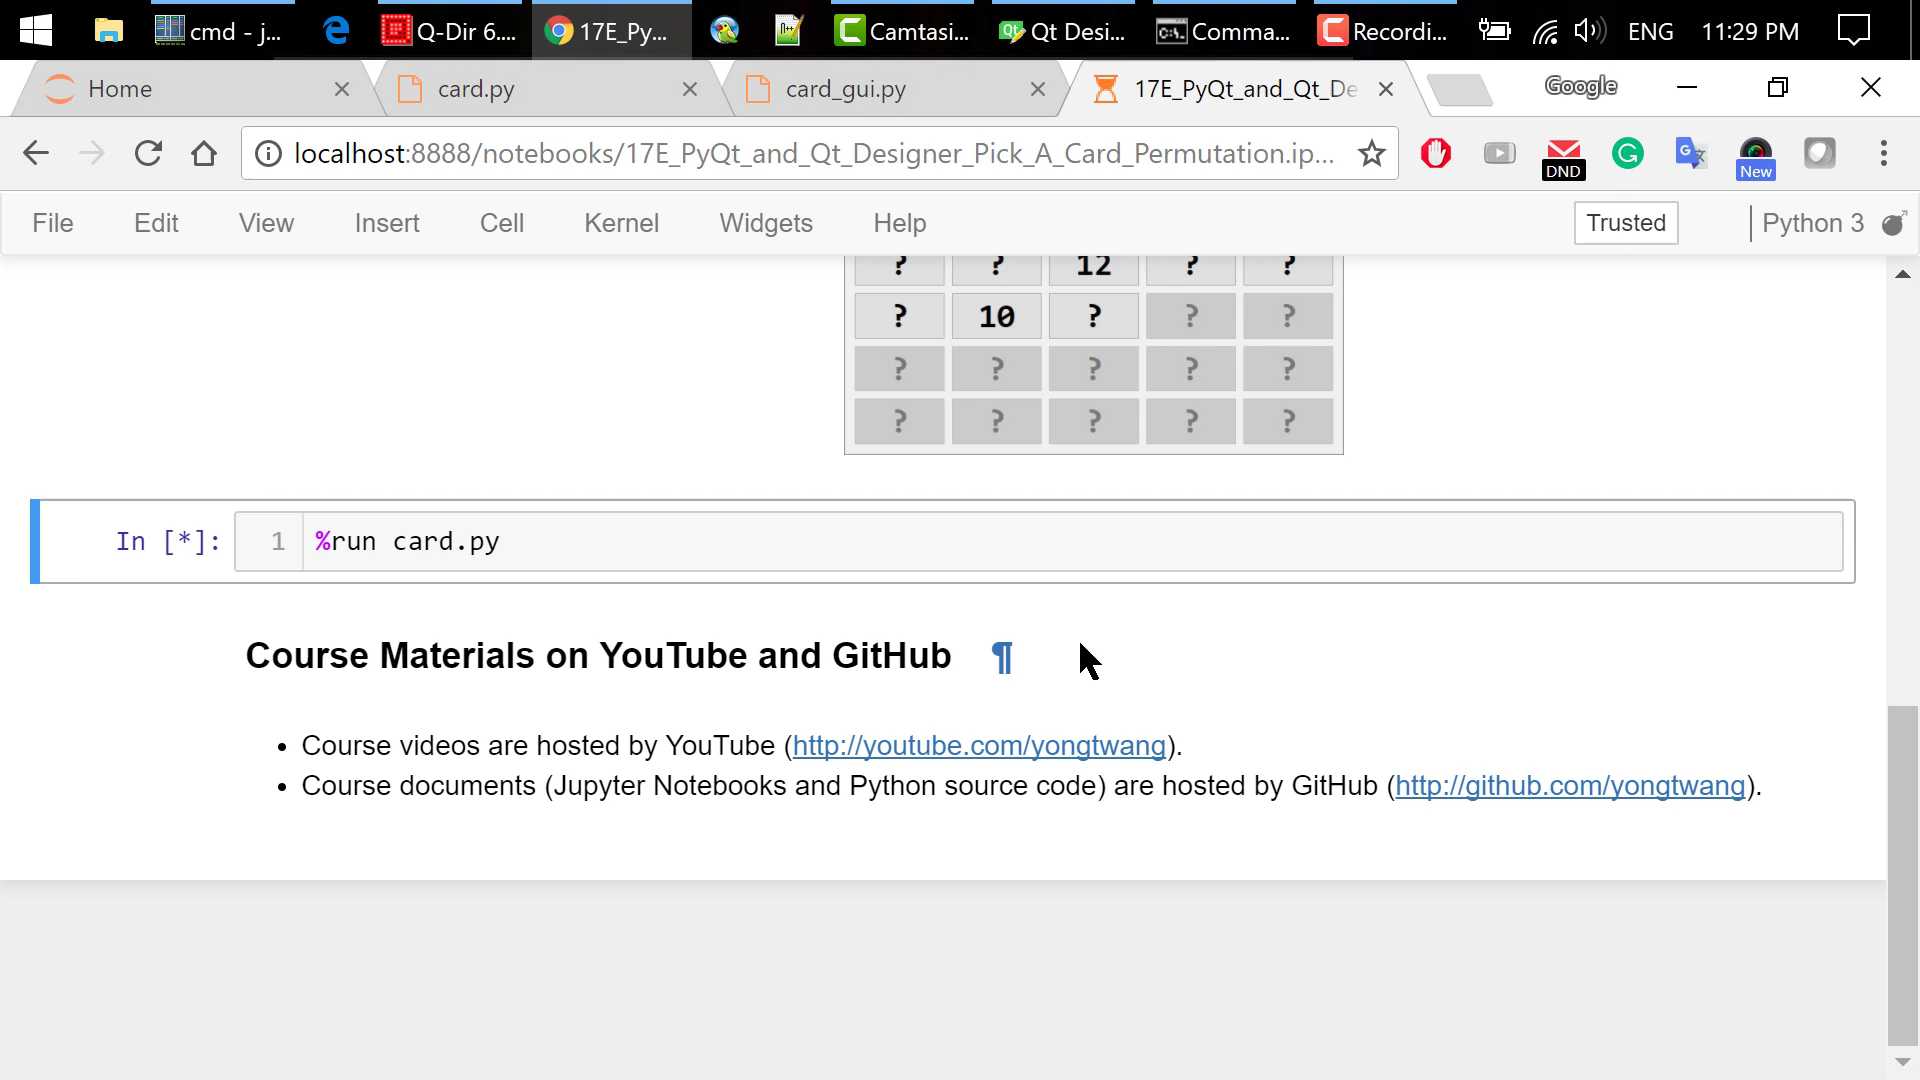 cmd - j... Q-Dir 6.... 17E_Py... Camtasi... Qt Desi... Comma... Recordi... ENG 11:29 PM
Home card.py card_gui.py 17E_PyQt_and_Qt_De Google
localhost:8888/notebooks/17E_PyQt_and_Qt_Designer_Pick_A_Card_Permutation.ip... DND New
File Edit View Insert Cell Kernel Widgets Help Trusted Python 3
? ? 12 ? ?
? 10 ? ? ?
? ? ? ? ?
? ? ? ? ?
In [*]: 1 %run card.py
Course Materials on YouTube and GitHub ¶
• Course videos are hosted by YouTube (http://youtube.com/yongtwang).
• Course documents (Jupyter Notebooks and Python source code) are hosted by GitHub (http://github.com/yongtwang).